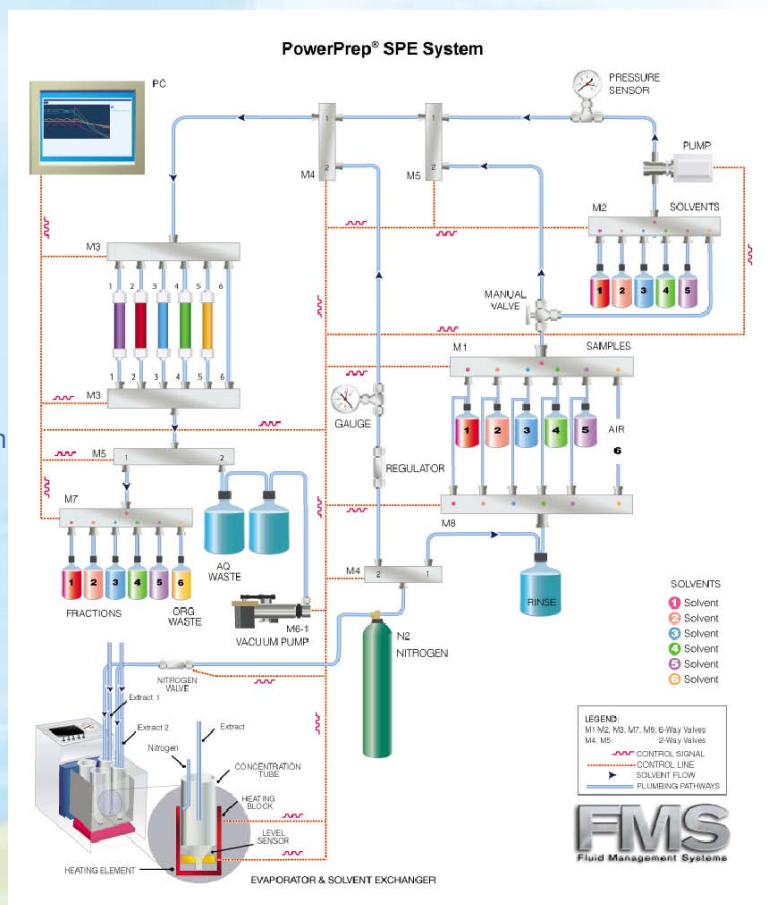 PowerPrep® SPE System
PC
PRESSURE
SENSOR
PUMP
1
2
M4
1
2
M5
M2 SOLVENTS
1 2 3 4 5
M3
1 2 3 4 5 6
MANUAL
VALVE
M1 SAMPLES
1 2 3 4 5
AIR
6
1 2 3 4 5 6
M3
GAUGE
REGULATOR
n
M5
1 2
M7
M8
M4
2 1
RINSE
AQ
WASTE
1 2 3 4 5 6
FRACTIONS
ORG
WASTE
M6-1
VACUUM PUMP
N2
NITROGEN
SOLVENTS
1 Solvent
2 Solvent
3 Solvent
4 Solvent
5 Solvent
6 Solvent
NITROGEN
VALVE
Extract 1
Extract 2
Extract
Nitrogen
CONCENTRATION
TUBE
HEATING
BLOCK
LEVEL
SENSOR
HEATING ELEMENT
EVAPORATOR & SOLVENT EXCHANGER
LEGEND:
M1 M2, M3, M7, M8: 6-Way Valves
M4, M5: 2-Way Valves
CONTROL SIGNAL
CONTROL LINE
SOLVENT FLOW
PLUMBING PATHWAYS
FMS
Fluid Management Systems